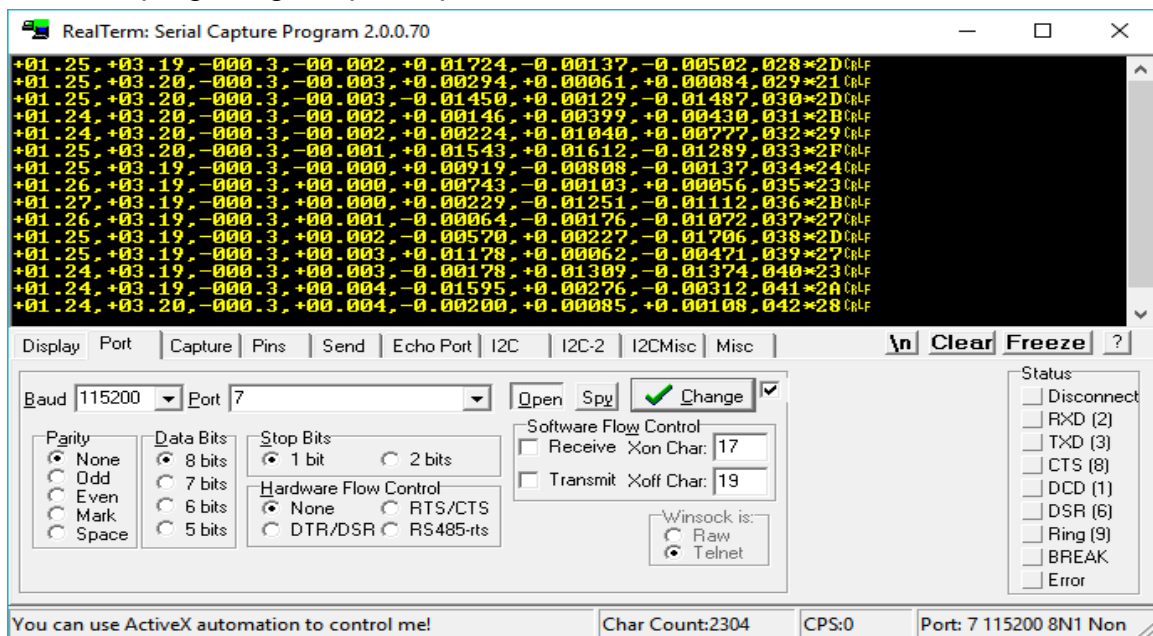 RealTerm: Serial Capture Program 2.0.0.70
+01.25,+03.19,-000.3,-00.002,+0.01724,-0.00137,-0.00502,028*2DCRLF
+01.25,+03.20,-000.3,-00.003,+0.00294,+0.00061,+0.00084,029*21CRLF
+01.25,+03.20,-000.3,-00.003,-0.01450,+0.00129,-0.01487,030*2DCRLF
+01.24,+03.20,-000.3,-00.002,+0.00146,+0.00399,+0.00430,031*2BCRLF
+01.24,+03.20,-000.3,-00.002,+0.00224,+0.01040,+0.00777,032*29CRLF
+01.25,+03.20,-000.3,-00.001,+0.01543,+0.01612,-0.01289,033*2FCRLF
+01.25,+03.19,-000.3,-00.000,+0.00919,-0.00808,-0.00137,034*24CRLF
+01.26,+03.19,-000.3,+00.000,+0.00743,-0.00103,+0.00056,035*23CRLF
+01.27,+03.19,-000.3,+00.000,+0.00229,-0.01251,-0.01112,036*2BCRLF
+01.26,+03.19,-000.3,+00.001,-0.00064,-0.00176,-0.01072,037*27CRLF
+01.25,+03.19,-000.3,+00.002,-0.00570,+0.00227,-0.01706,038*2DCRLF
+01.25,+03.19,-000.3,+00.003,+0.01178,+0.00062,-0.00471,039*27CRLF
+01.24,+03.19,-000.3,+00.003,-0.00178,+0.01309,-0.01374,040*23CRLF
+01.24,+03.19,-000.3,+00.004,-0.01595,+0.00276,-0.00312,041*2ACRLF
+01.24,+03.20,-000.3,+00.004,-0.00200,+0.00085,+0.00108,042*28CRLF
Display Port Capture Pins Send Echo Port I2C I2C-2 I2CMisc Misc \n Clear Freeze ?
Baud 115200 Port 7 Open Spy Change
Parity
None
Odd
Even
Mark
Space
Data Bits
8 bits
7 bits
6 bits
5 bits
Stop Bits
1 bit 2 bits
Hardware Flow Control
None RTS/CTS
DTR/DSR RS485-rts
Software Flow Control
Receive Xon Char: 17
Transmit Xoff Char: 19
Winsock is:
Raw
Telnet
Status
Disconnect
RXD (2)
TXD (3)
CTS (8)
DCD (1)
DSR (6)
Ring (9)
BREAK
Error
You can use ActiveX automation to control me! Char Count:2304 CPS:0 Port: 7 115200 8N1 Non